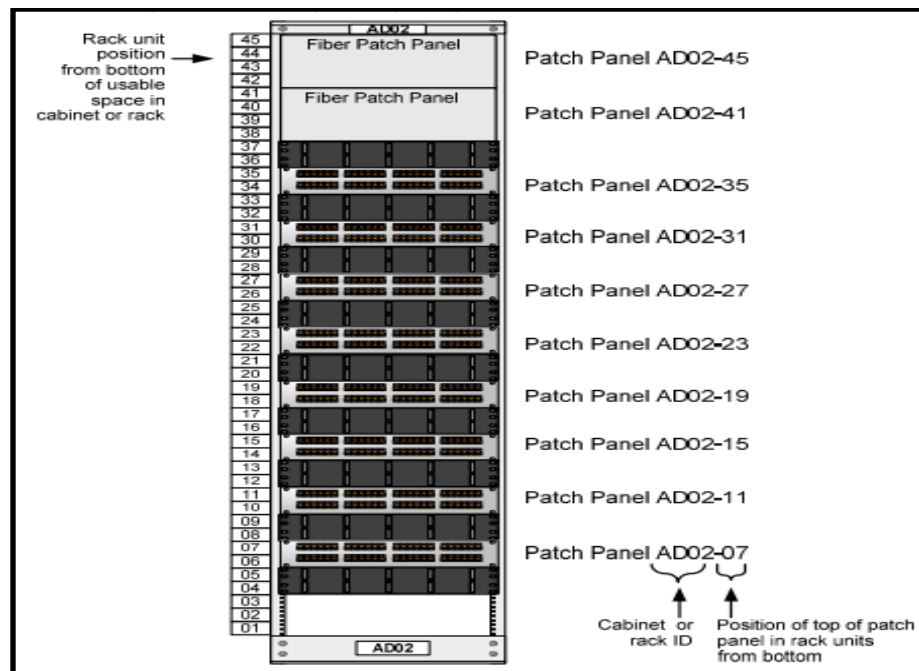 AD02
Rack unit
position
from bottom
of usable
space in
cabinet or rack
45
44
43
42
41
40
39
38
37
36
35
34
33
32
31
30
29
28
27
26
25
24
23
22
21
20
19
18
17
16
15
14
13
12
11
10
09
08
07
06
05
04
03
02
01
Fiber Patch Panel
Fiber Patch Panel
Patch Panel AD02-45
Patch Panel AD02-41
Patch Panel AD02-35
Patch Panel AD02-31
Patch Panel AD02-27
Patch Panel AD02-23
Patch Panel AD02-19
Patch Panel AD02-15
Patch Panel AD02-11
Patch Panel AD02-07
Cabinet or
rack ID
Position of top of patch
panel in rack units
from bottom
AD02